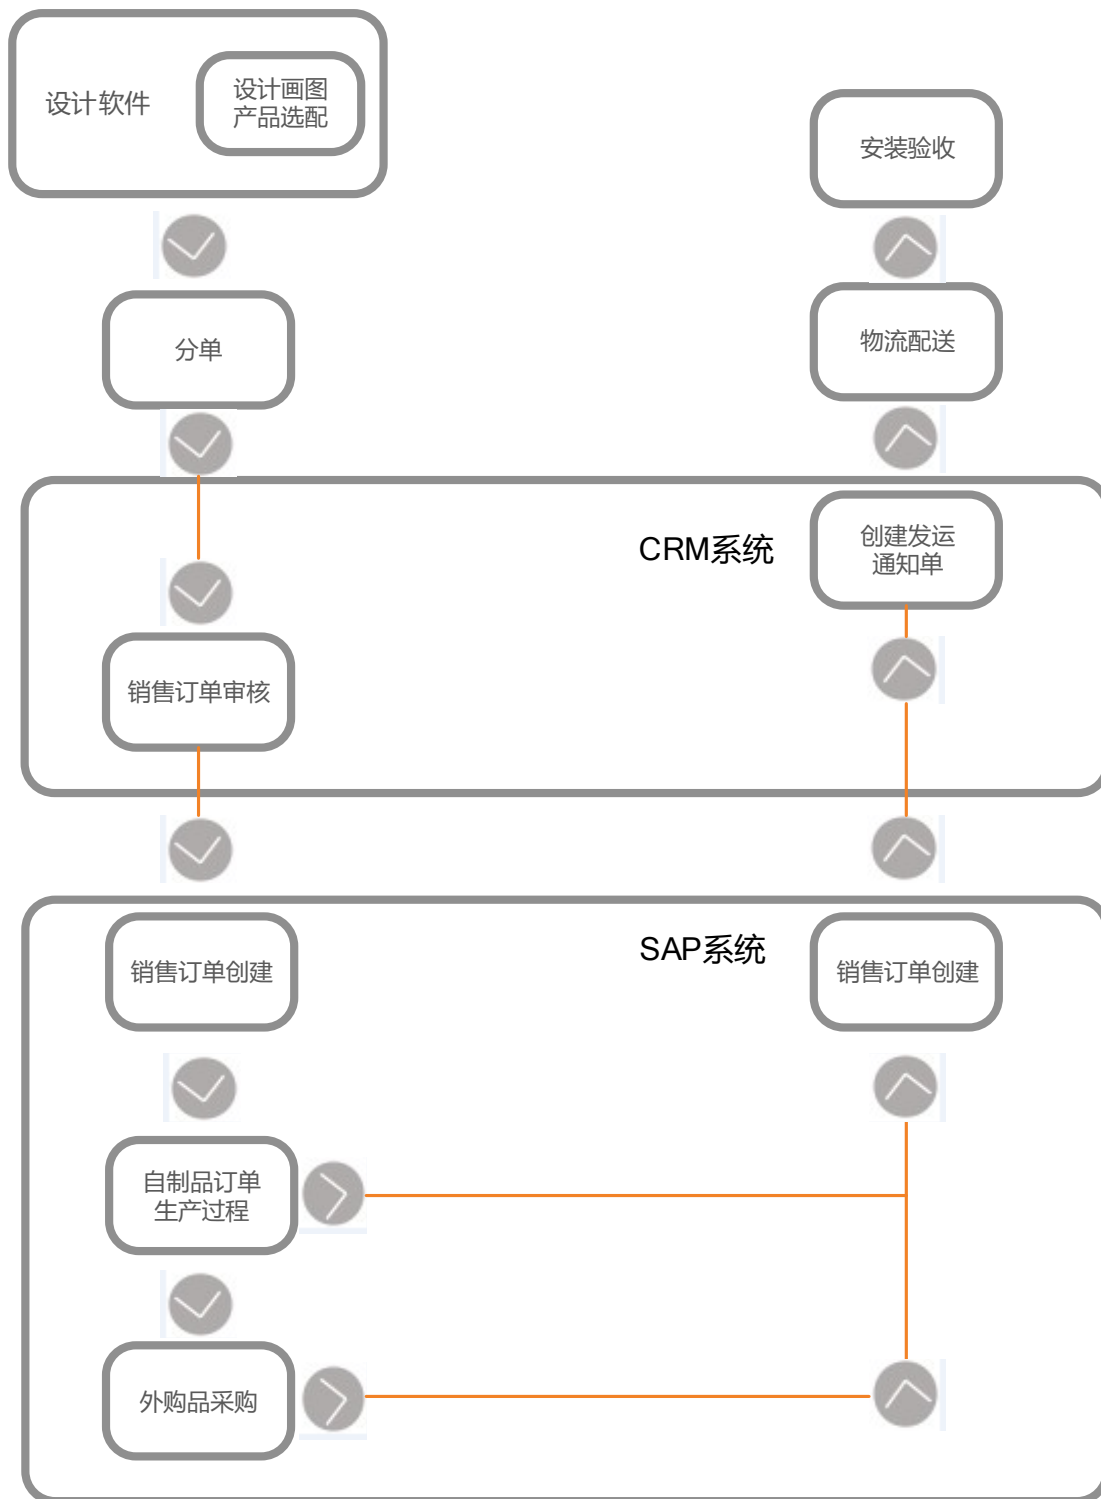 设计软件
设计画图
产品选配
安装验收
分单
物流配送
CRM系统
创建发运
通知单
销售订单审核
销售订单创建
SAP系统
销售订单创建
自制品订单
生产过程
外购品采购